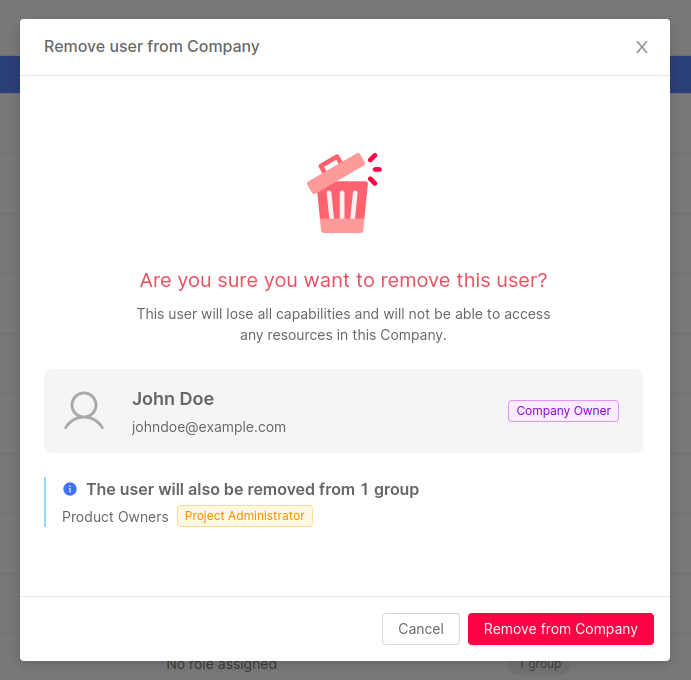 Remove user from Company
Are you sure you want to remove this user?
This user will lose all capabilities and will not be able to access
any resources in this Company.
John Doe
johndoe@example.com
Company Owner
The user will also be removed from 1 group
Product Owners Project Administrator
Cancel Remove from Company
No role assigned 1 group